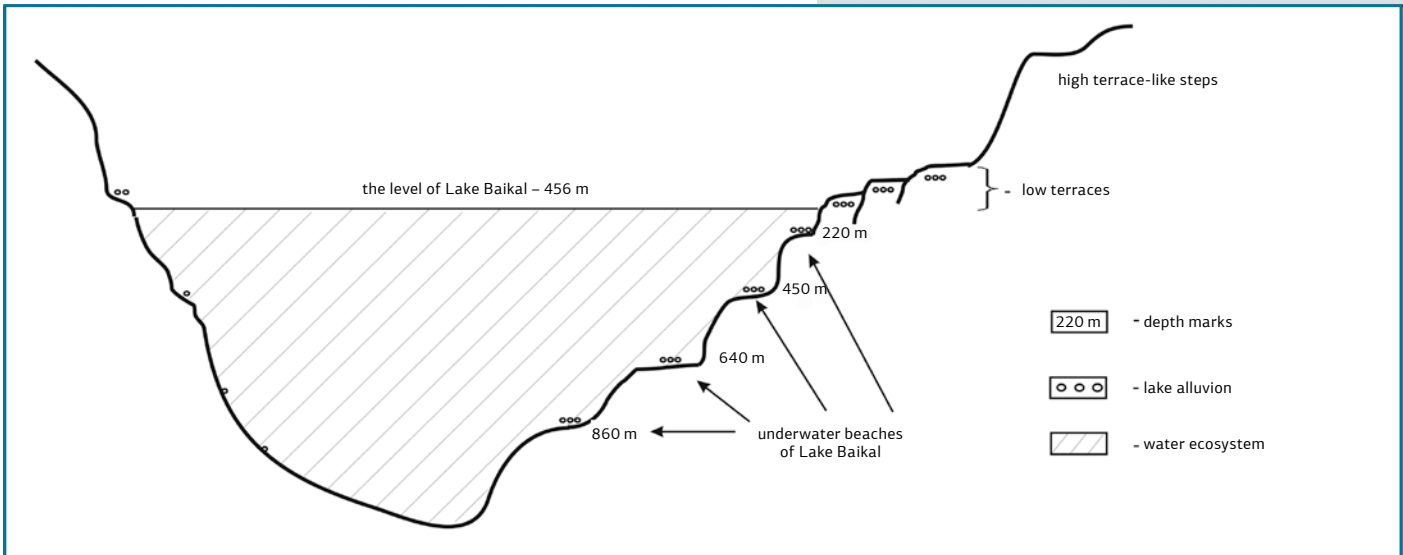 high terrace-like steps
the level of Lake Baikal – 456 m
- low terraces
220 m
450 m
640 m
860 m
underwater beaches
of Lake Baikal
220 m - depth marks
- lake alluvion
- water ecosystem